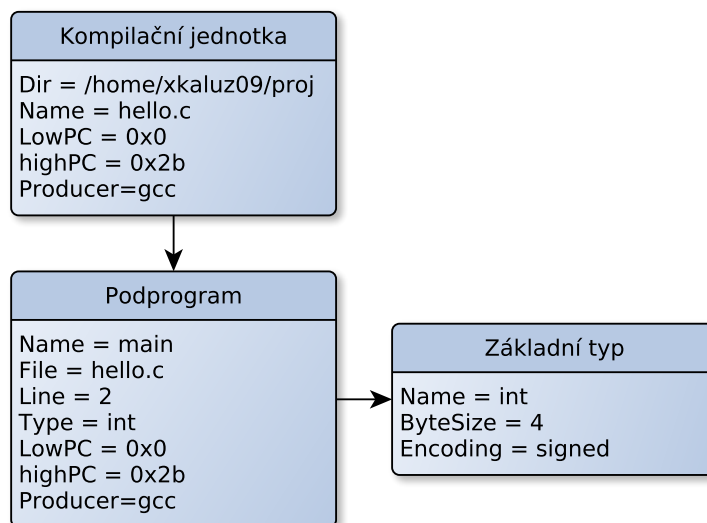 Kompilační jednotka
Dir = /home/xkaluz09/proj
Name = hello.c
LowPC = 0x0
highPC = 0x2b
Producer=gcc
Podprogram
Name = main
File = hello.c
Line = 2
Type = int
LowPC = 0x0
highPC = 0x2b
Producer=gcc
Základní typ
Name = int
ByteSize = 4
Encoding = signed